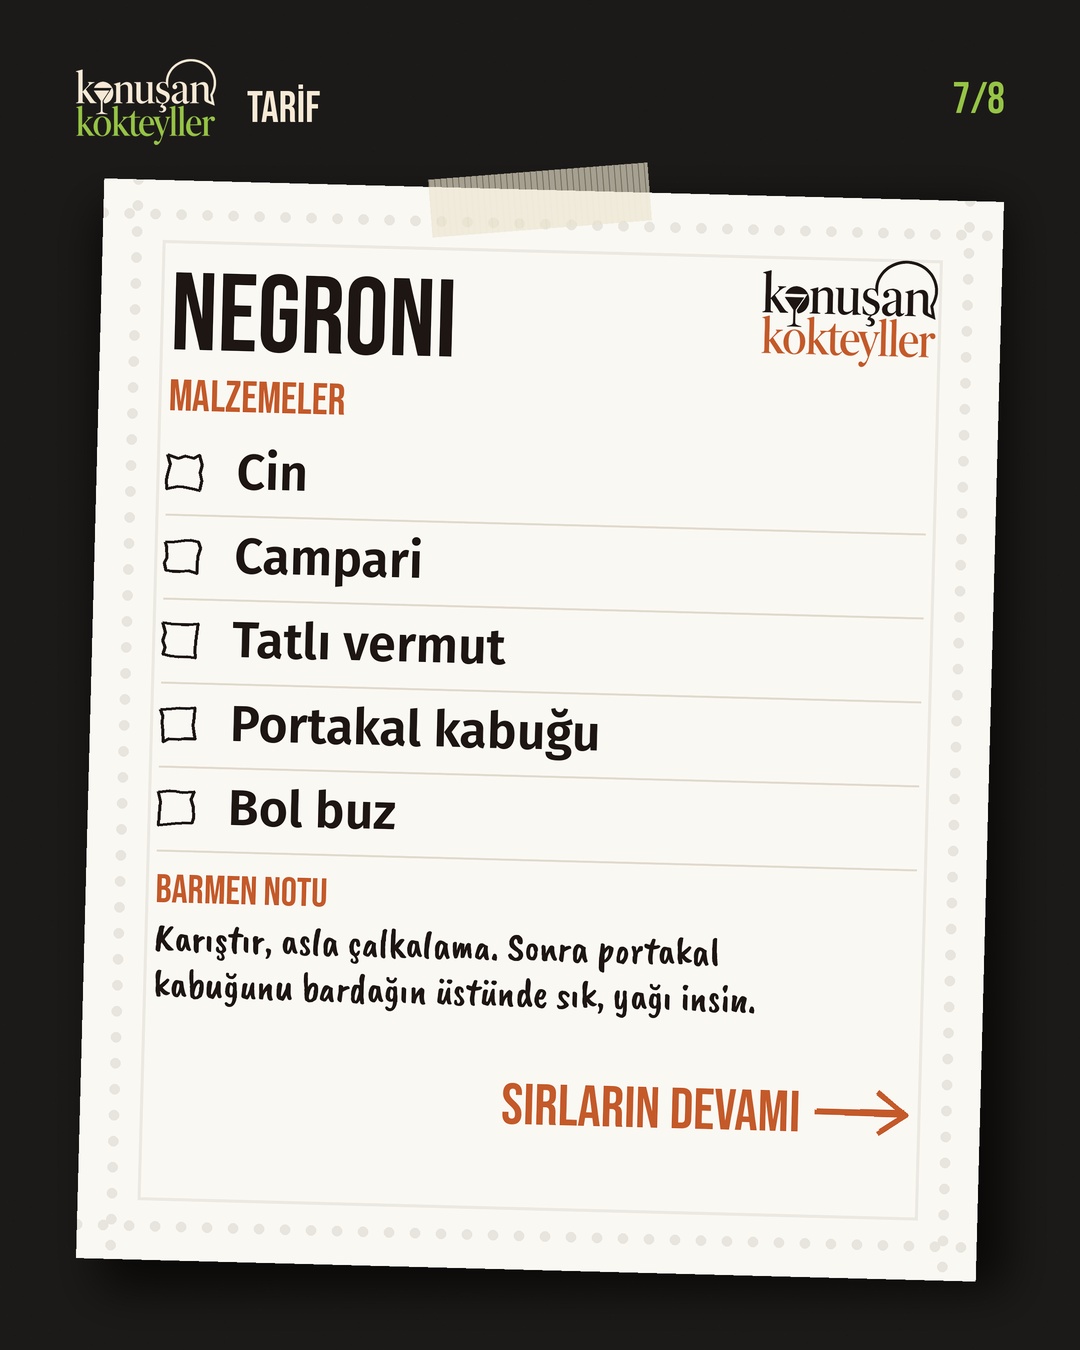 konuşan
kokteyller
TARİF
7/8
NEGRONI
konuşan
kokteyller
MALZEMELER
Cin
Campari
Tatlı vermut
Portakal kabuğu
Bol buz
BARMEN NOTU
Karıştır, asla çalkalama. Sonra portakal
kabuğunu bardağın üstünde sık, yağı insin.
SIRLARIN DEVAMI